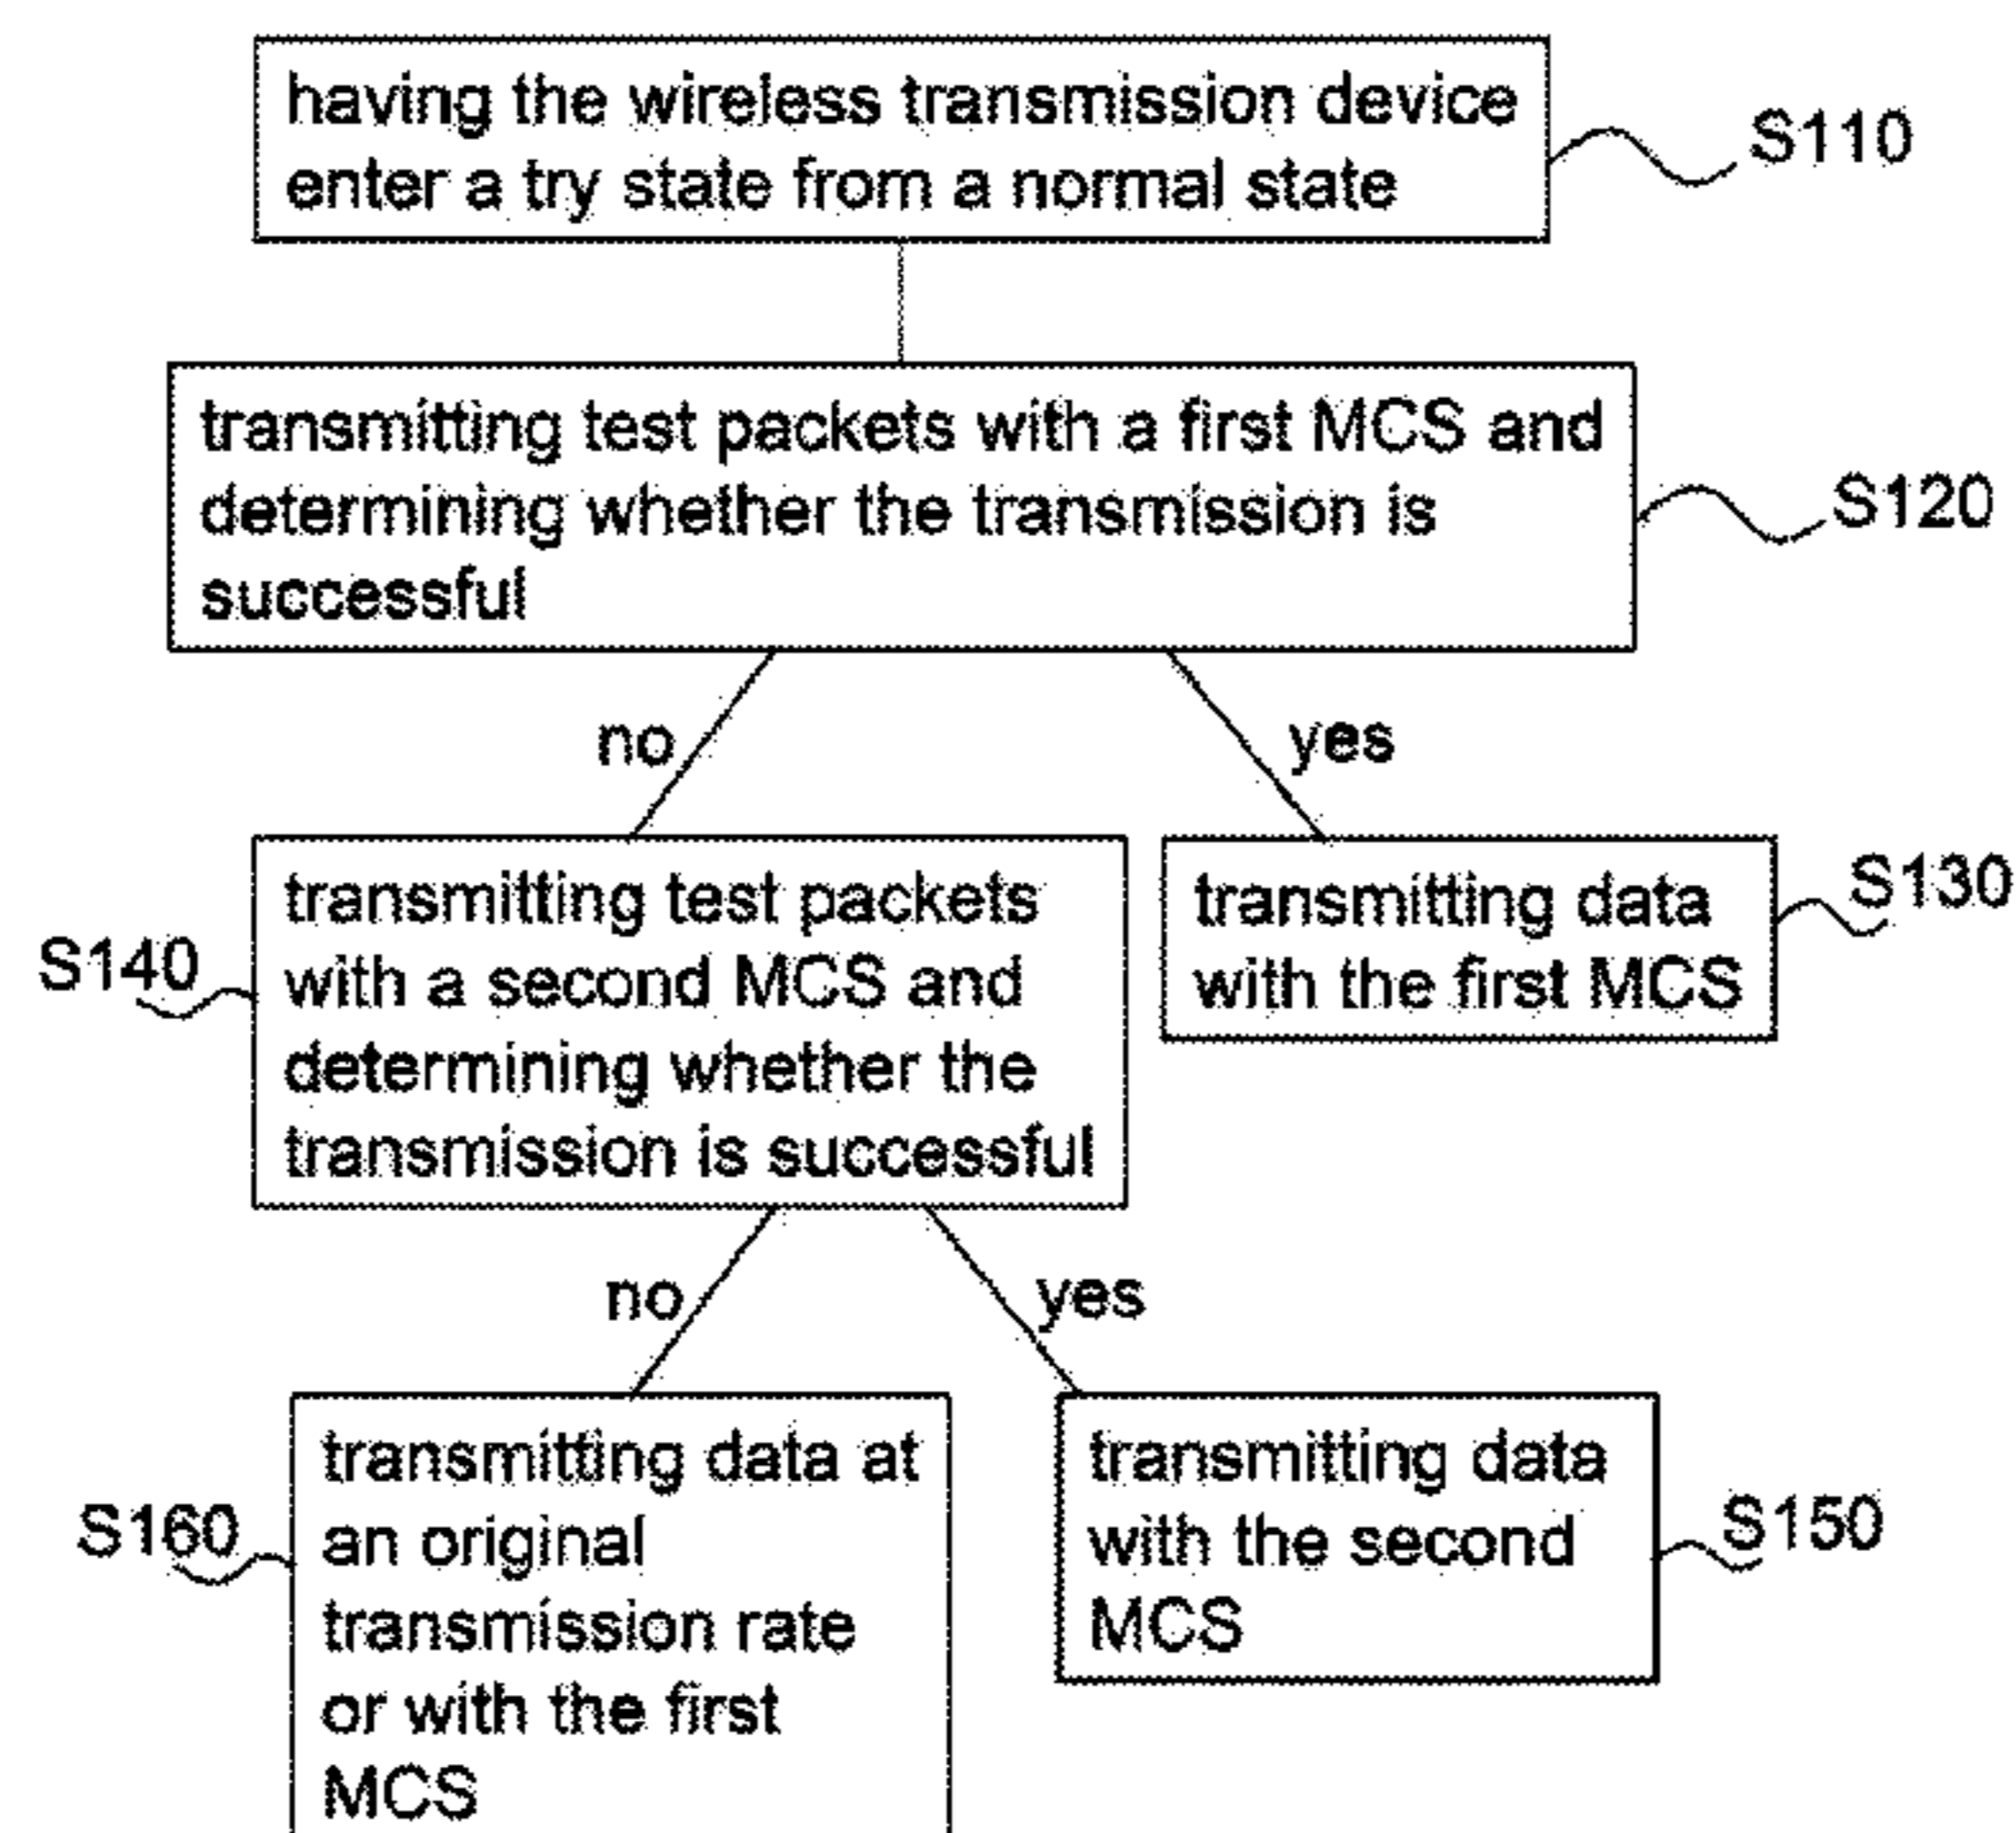 having the wireless transmission device
enter a try state from a normal state
S110
transmitting test packets with a first MCS and
determining whether the transmission is
successful
S120
no
yes
S140
transmitting test packets
with a second MCS and
determining whether the
transmission is successful
transmitting data
with the first MCS
S130
no
yes
S160
transmitting data at
an original
transmission rate
or with the first
MCS
transmitting data
with the second
MCS
S150